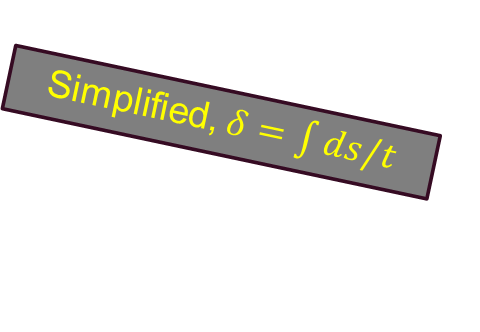 Simplified, 𝛿 = ∫ 𝑑𝑠/𝑡